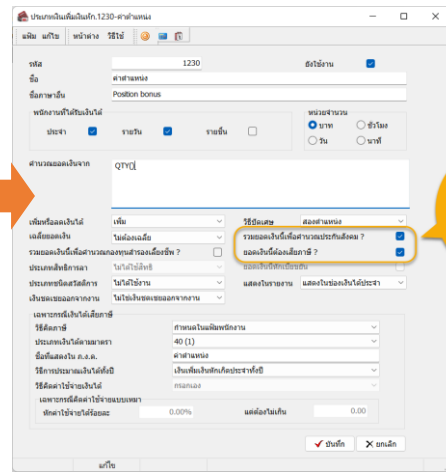 ประเภทเงินเพิ่มเงินหัก.1230-ค่าตำแหน่ง
แฟ้ม แก้ไข หน้าต่าง วิธีใช้
รหัส 1230 ยังใช้งาน
ชื่อ ค่าตำแหน่ง
ชื่อภาษาอื่น Position bonus
พนักงานที่ได้รับเงินได้ หน่วยจำนวน
ประจำ รายวัน รายชิ้น บาท ชั่วโมง
วัน นาที
คำนวณยอดเงินจาก QTY()
เพิ่มหรือลดเงินได้ เพิ่ม วิธีปัดเศษ สองตำแหน่ง
เฉลี่ยยอดเงิน ไม่ต้องเฉลี่ย รวมยอดเงินนี้เพื่อคำนวณประกันสังคม ?
รวมยอดเงินนี้เพื่อคำนวณกองทุนสำรองเลี้ยงชีพ ? ยอดเงินนี้ต้องเสียภาษี ?
ประเภทสิทธิการลา ไม่ได้ใช้สิทธิ์ ยอดเงินนี้หักเบี้ยขยัน
ประเภทชนิดสวัสดิการ ไม่ได้ใช้งาน แสดงในรายงาน แสดงในช่องเงินได้ประจำ
เงินชดเชยออกจากงาน ไม่ใช่เงินชดเชยออกจากงาน
เฉพาะกรณีเงินได้เสียภาษี
วิธีคิดภาษี กำหนดในแฟ้มพนักงาน
ประเภทเงินได้ตามมาตรา 40 (1)
ชื่อที่แสดงใน ภ.ง.ด. ค่าตำแหน่ง
วิธีการประมาณเงินได้ทั้งปี เงินเพิ่มเงินหักเกิดประจำทั้งปี
วิธีคิดค่าใช้จ่ายเงินได้ กรอกเอง
เฉพาะกรณีคิดค่าใช้จ่ายแบบเหมา
หักค่าใช้จ่ายได้ร้อยละ 0.00% แต่ต้องไม่เกิน 0.00
บันทึก ยกเลิก
แก้ไข